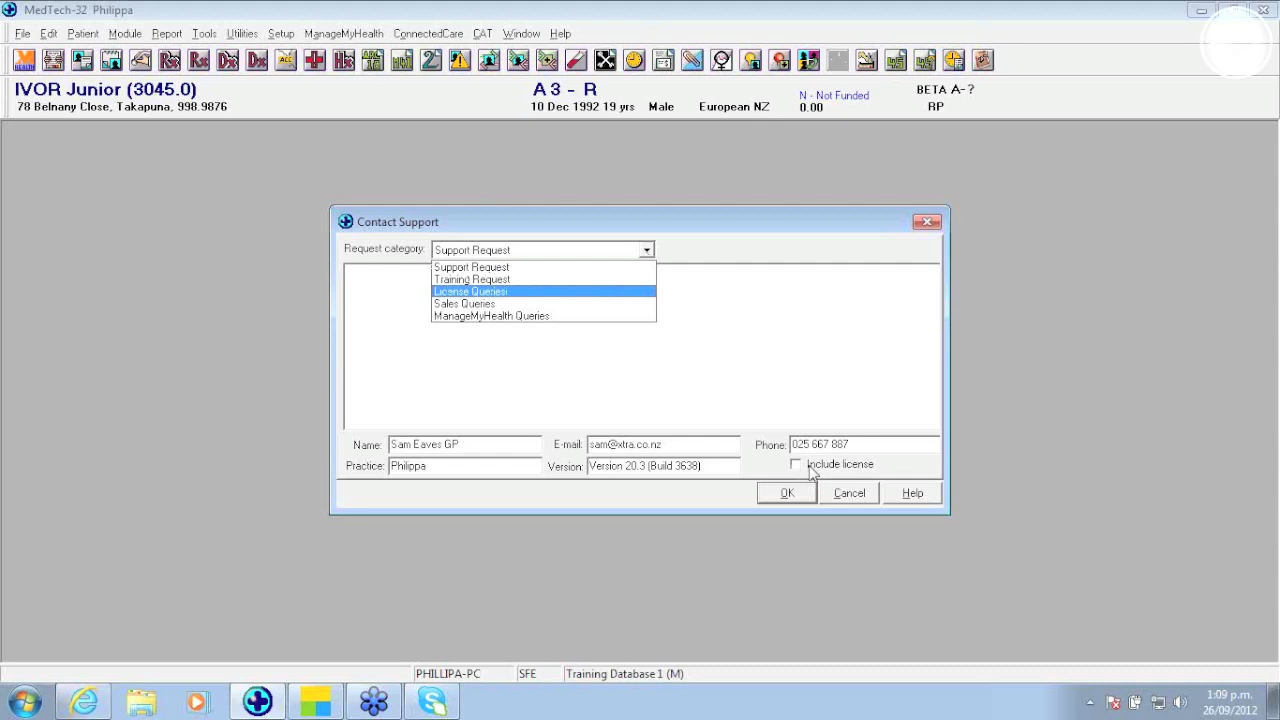 MedTech-32 Philippa
File Edit Patient Module Report Tools Utilities Setup ManageMyHealth ConnectedCare CAT Window Help
IVOR Junior (3045.0) A 3 - R BETA A-?
78 Belnany Close, Takapuna, 998.9876 10 Dec 1992 19 yrs Male European NZ N - Not Funded 0.00 RP
Contact Support
Request category: Support Request
Support Request
Training Request
License Queriesi
Sales Queries
ManageMyHealth Queries
Name: Sam Eaves GP E-mail: sam@xtra.co.nz Phone: 025 667 887
Practice: Philippa Version: Version 20.3 (Build 3638) Include license
OK Cancel Help
PHILLIPA-PC SFE Training Database 1 (M)
1:09 p.m.
26/09/2012